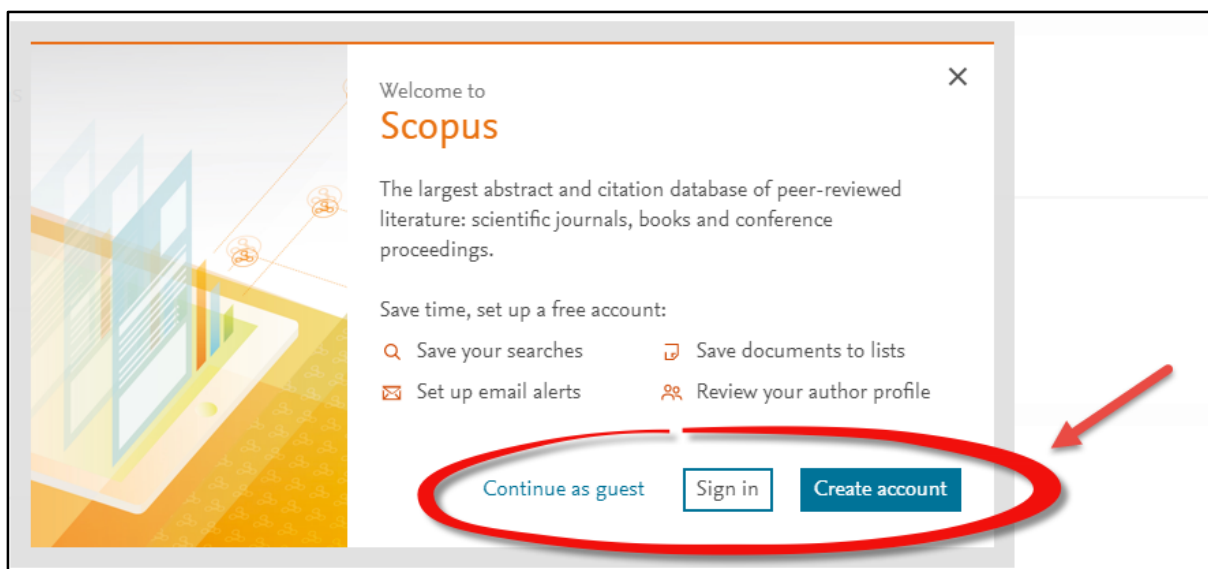 Welcome to
Scopus
The largest abstract and citation database of peer-reviewed
literature: scientific journals, books and conference
proceedings.
Save time, set up a free account:
Save your searches
Save documents to lists
Set up email alerts
Review your author profile
Continue as guest
Sign in
Create account